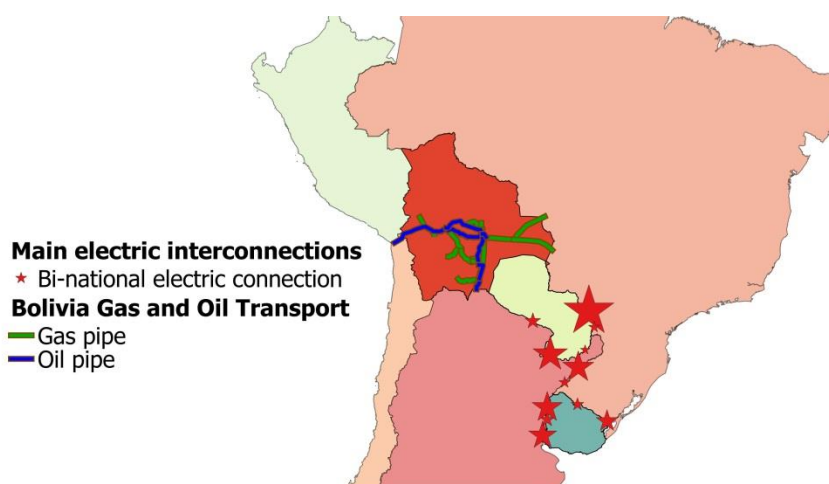 Main electric interconnections
Bi-national electric connection
Bolivia Gas and Oil Transport
Gas pipe
Oil pipe